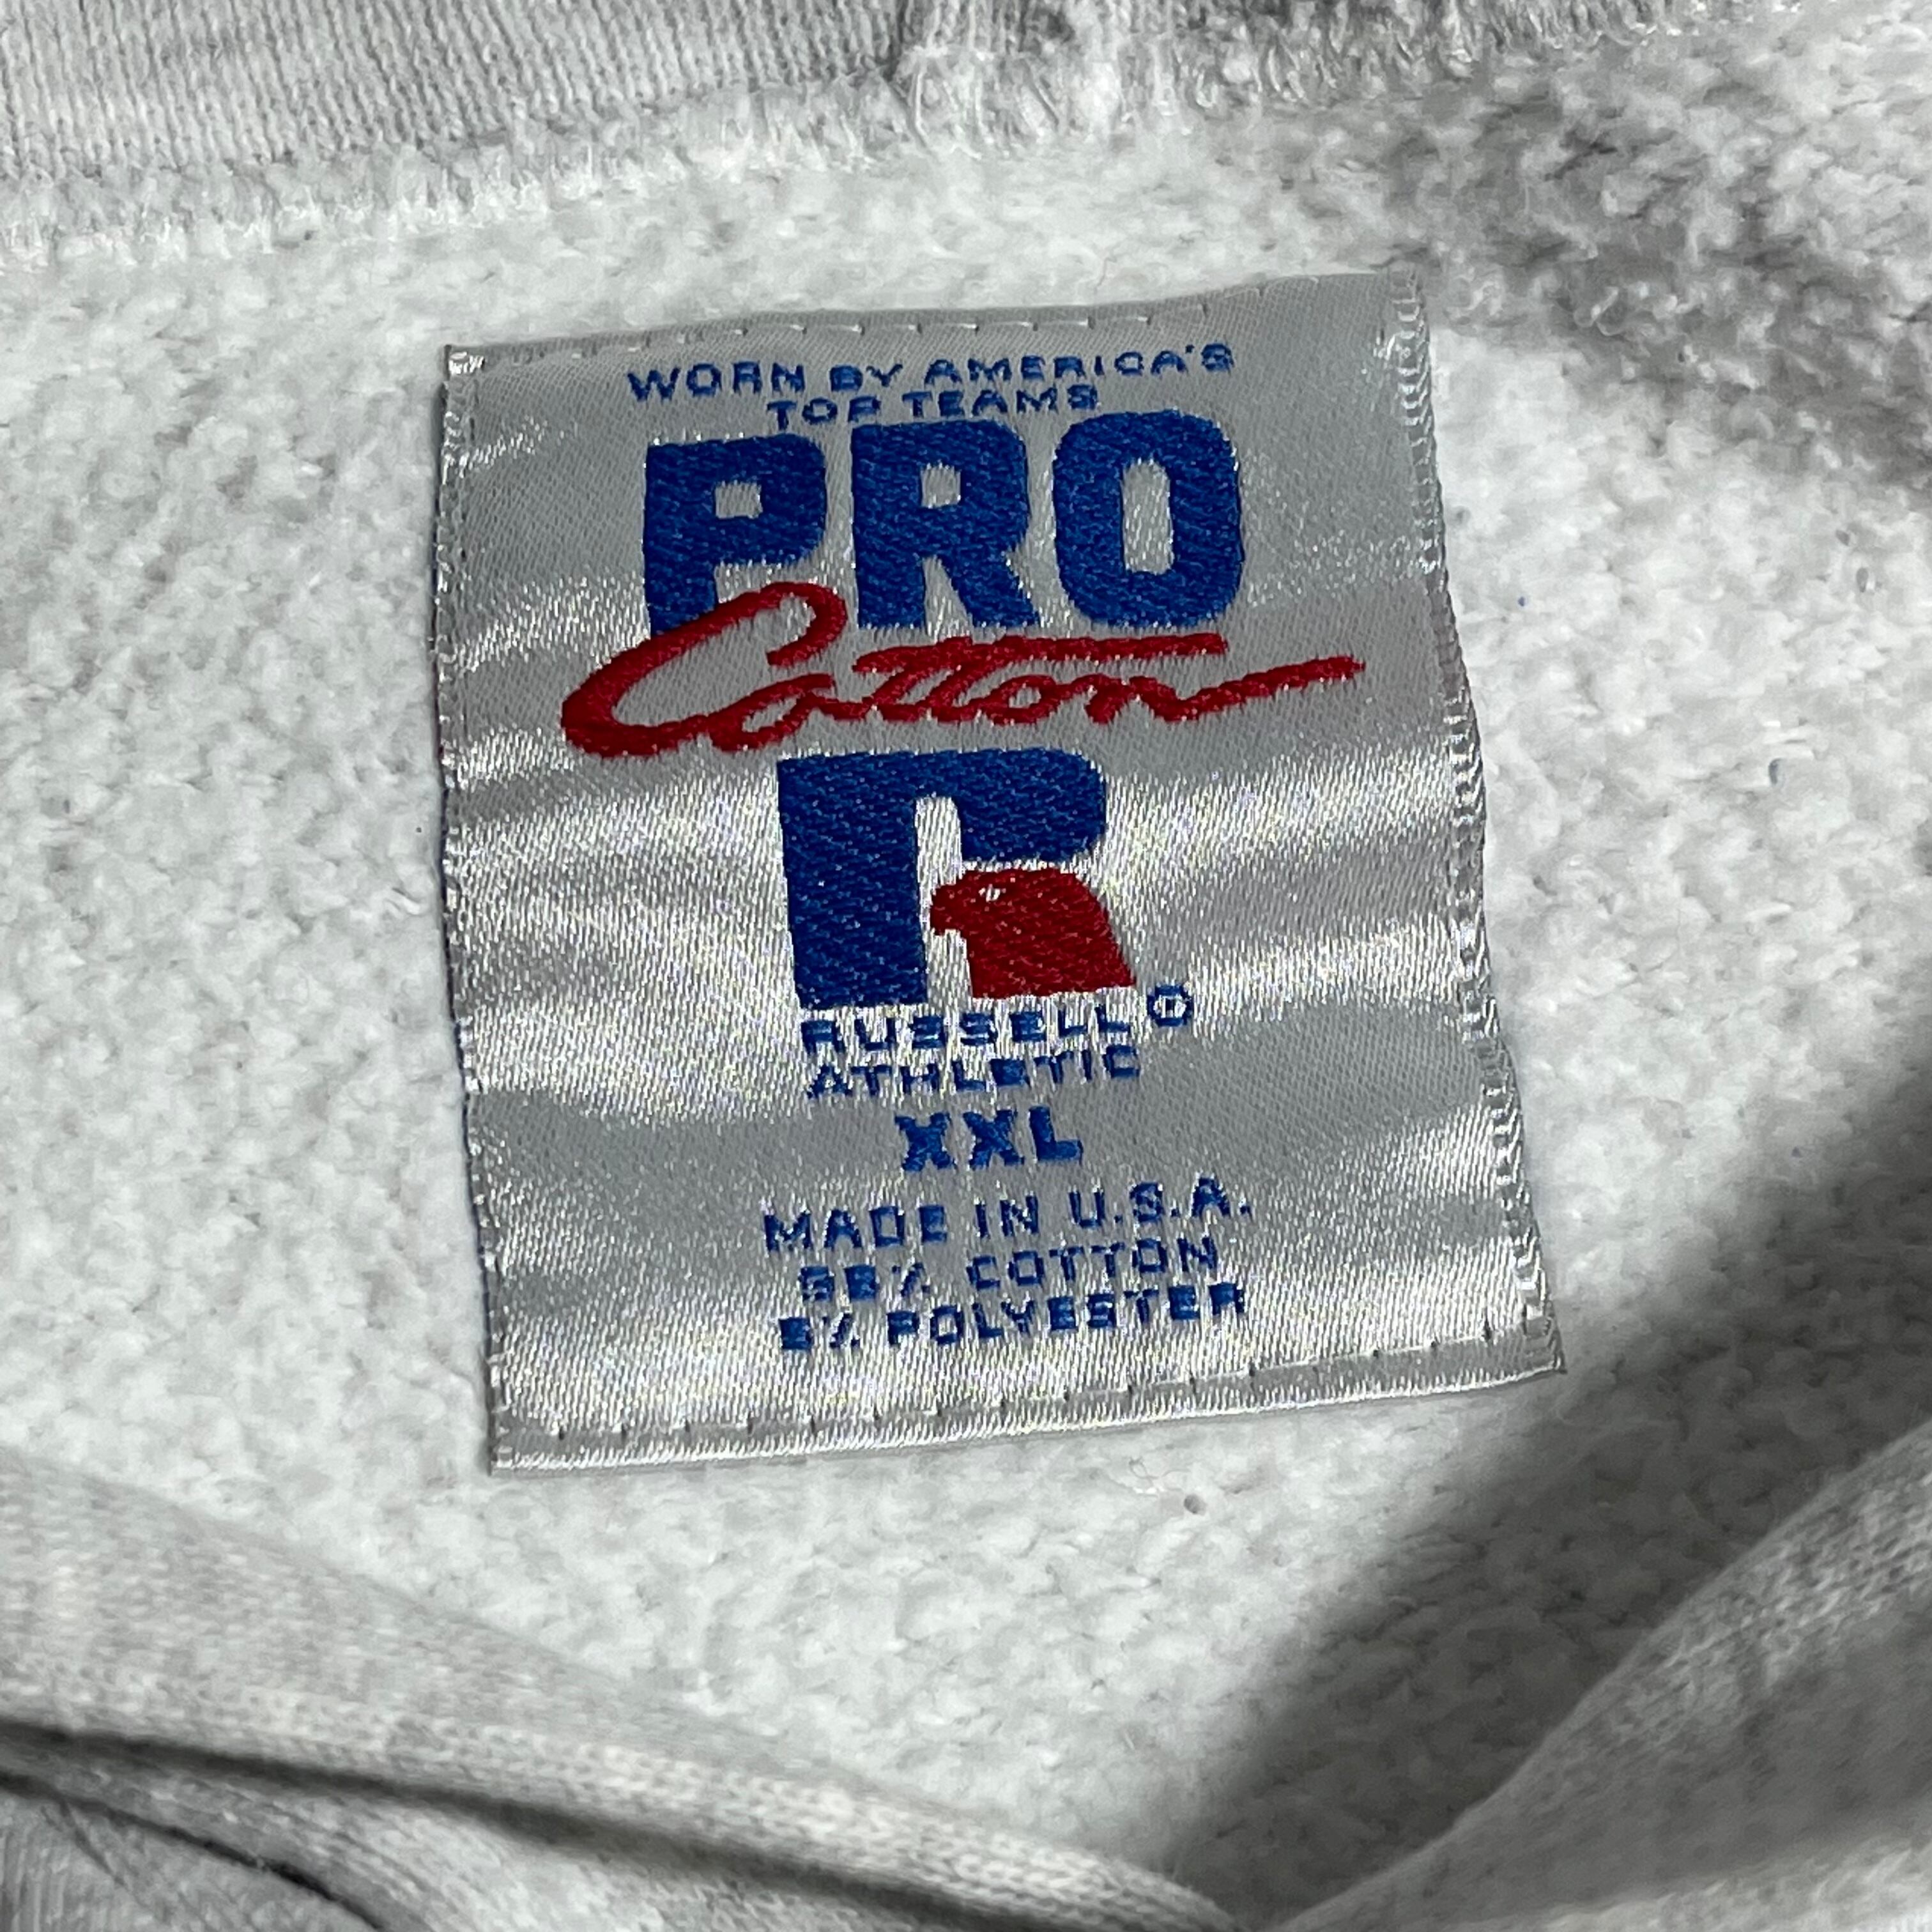 WORN BY AMERICA'S
TOP TEAMS
PRO
Cotton
R
RUSSELL®
ATHLETIC
XXL
MADE IN U.S.A.
COTTON
POLYESTER